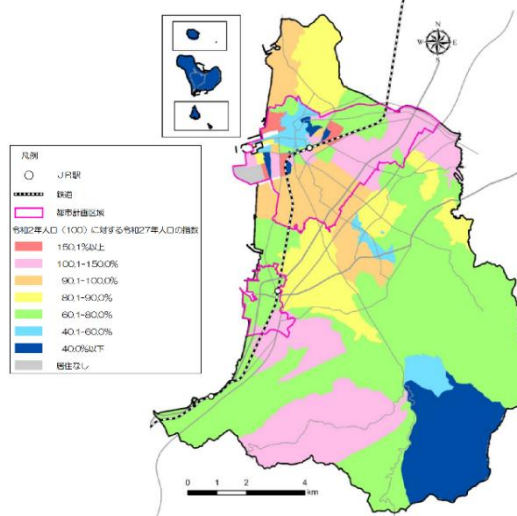 N
W
E
S
凡例
JR駅
鉄道
都市計画区域
令和2年人口（100）に対する令和27年人口の指数
150.1%以上
100.1-150.0%
90.1-100.0%
80.1-90.0%
60.1-80.0%
40.1-60.0%
40.0%以下
居住なし
0 1 2 4
km